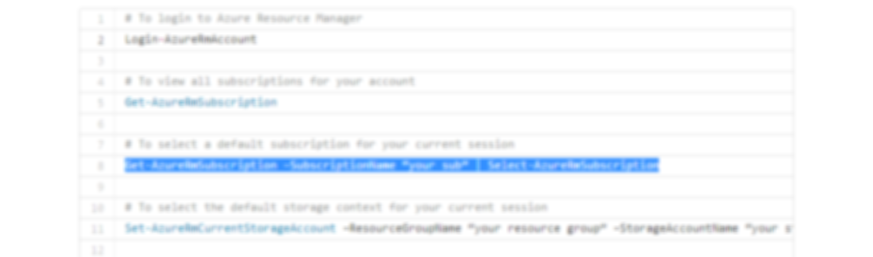 1 # To login to Azure Resource Manager
2 Login-AzureRmAccount
3
4 # To view all subscriptions for your account
5 Get-AzureRmSubscription
6
7 # To select a default subscription for your current session
8 Get-AzureRmSubscription -SubscriptionName "your sub" | Select-AzureRmSubscription
9
10 # To select the default storage context for your current session
11 Set-AzureRmCurrentStorageAccount -ResourceGroupName "your resource group" -StorageAccountName "your s
12